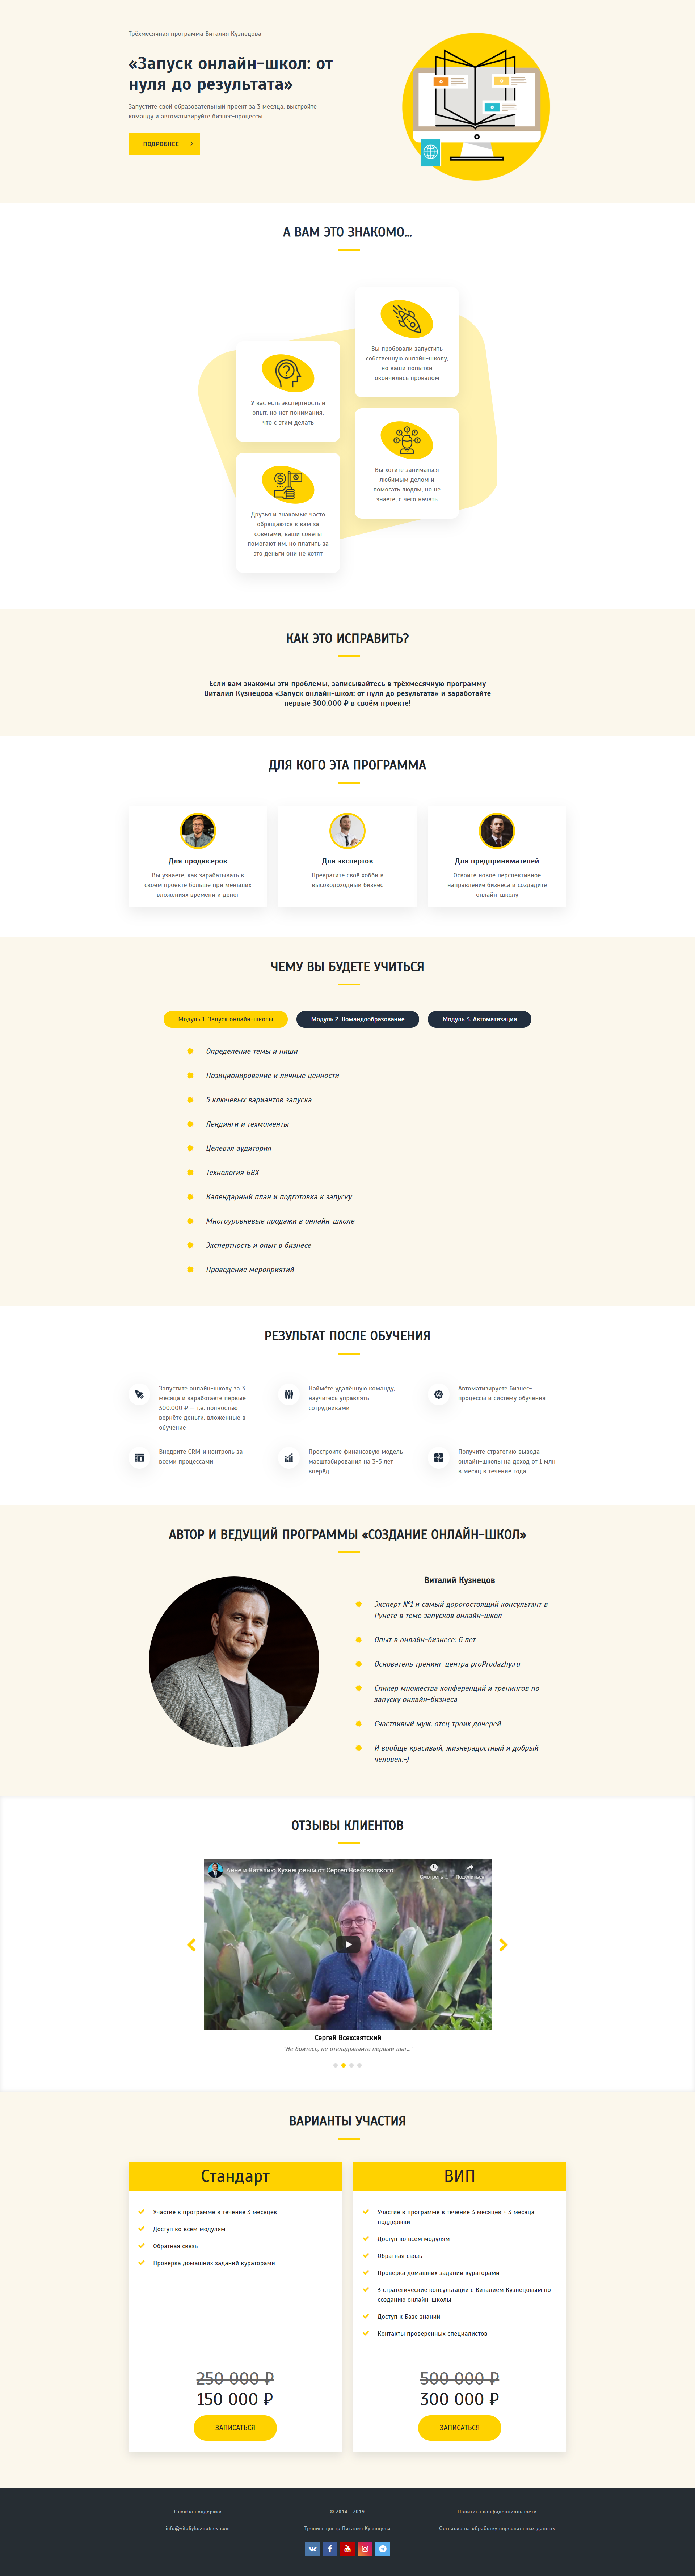 Трёхмесячная программа Виталия Кузнецова
«Запуск онлайн-школ: от
нуля до результата»
Запустите свой образовательный проект за 3 месяца, выстройте
команду и автоматизируйте бизнес-процессы
ПОДРОБНЕЕ
А ВАМ ЭТО ЗНАКОМО...
Вы пробовали запустить
собственную онлайн-школу,
но ваши попытки
окончились провалом
У вас есть экспертность и
опыт, но нет понимания,
что с этим делать
Вы хотите заниматься
любимым делом и
помогать людям, но не
знаете, с чего начать
Друзья и знакомые часто
обращаются к вам за
советами, ваши советы
помогают им, но платить за
это деньги они не хотят
КАК ЭТО ИСПРАВИТЬ?
Если вам знакомы эти проблемы, записывайтесь в трёхмесячную программу
Виталия Кузнецова «Запуск онлайн-школ: от нуля до результата» и заработайте
первые 300.000 ₽ в своём проекте!
ДЛЯ КОГО ЭТА ПРОГРАММА
Для продюсеров
Вы узнаете, как зарабатывать в
своём проекте больше при меньших
вложениях времени и денег
Для экспертов
Превратите своё хобби в
высокодоходный бизнес
Для предпринимателей
Освоите новое перспективное
направление бизнеса и создадите
онлайн-школу
ЧЕМУ ВЫ БУДЕТЕ УЧИТЬСЯ
Модуль 1. Запуск онлайн-школы
Модуль 2. Командообразование
Модуль 3. Автоматизация
Определение темы и ниши
Позиционирование и личные ценности
5 ключевых вариантов запуска
Лендинги и техмоменты
Целевая аудитория
Технология БВХ
Календарный план и подготовка к запуску
Многоуровневые продажи в онлайн-школе
Экспертность и опыт в бизнесе
Проведение мероприятий
РЕЗУЛЬТАТ ПОСЛЕ ОБУЧЕНИЯ
Запустите онлайн-школу за 3
месяца и заработаете первые
300,000 ₽ — т.е. полностью
вернёте деньги, вложенные в
обучение
Наймёте удалённую команду,
научитесь управлять
сотрудниками
Автоматизируете бизнес-
процессы и систему обучения
Внедрите CRM и контроль за
всеми процессами
Простроите финансовую модель
масштабирования на 3-5 лет
вперёд
Получите стратегию вывода
онлайн-школы на доход от 1 млн
в месяц в течение года
АВТОР И ВЕДУЩИЙ ПРОГРАММЫ «СОЗДАНИЕ ОНЛАЙН-ШКОЛ»
Виталий Кузнецов
Эксперт №1 и самый дорогостоящий консультант в
Рунете в теме запусков онлайн-школ
Опыт в онлайн-бизнесе: 6 лет
Основатель тренинг-центра proProdazhy.ru
Спикер множества конференций и тренингов по
запуску онлайн-бизнеса
Счастливый муж, отец троих дочерей
И вообще красивый, жизнерадостный и добрый
человек:-)
ОТЗЫВЫ КЛИЕНТОВ
Анне и Виталию Кузнецовым от Сергея Всехсвятского
Смотреть...
Поделиться
Сергей Всехсвятский
"Не бойтесь, не откладывайте первый шаг..."
ВАРИАНТЫ УЧАСТИЯ
Стандарт
Участие в программе в течение 3 месяцев
Доступ ко всем модулям
Обратная связь
Проверка домашних заданий кураторами
250 000 ₽
150 000 ₽
ЗАПИСАТЬСЯ
ВИП
Участие в программе в течение 3 месяцев + 3 месяца
поддержки
Доступ ко всем модулям
Обратная связь
Проверка домашних заданий кураторами
3 стратегические консультации с Виталием Кузнецовым по
созданию онлайн-школы
Доступ к Базе знаний
Контакты проверенных специалистов
500 000 ₽
300 000 ₽
ЗАПИСАТЬСЯ
Служба поддержки
info@vitaliykuznetsov.com
© 2014 - 2019
Тренинг-центр Виталия Кузнецова
Политика конфиденциальности
Согласие на обработку персональных данных